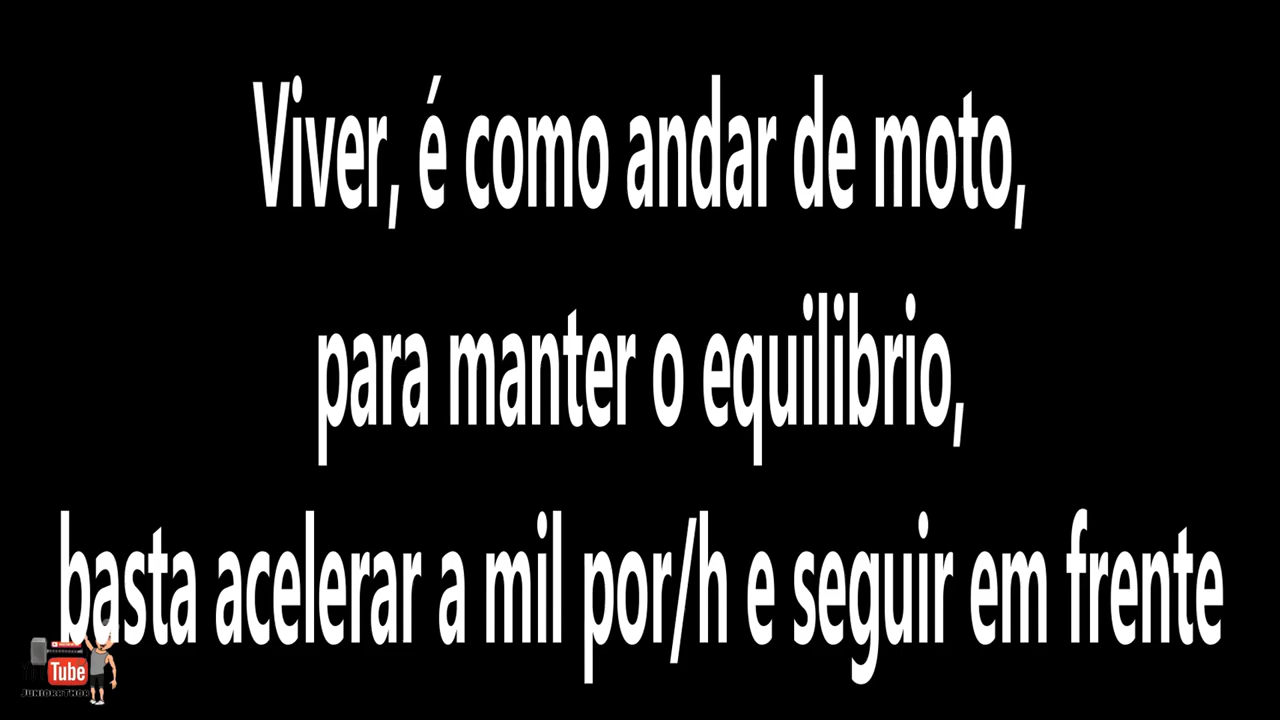 Viver, é como andar de moto,
para manter o equilibrio,
basta acelerar a mil por/h e seguir em frente
Tube